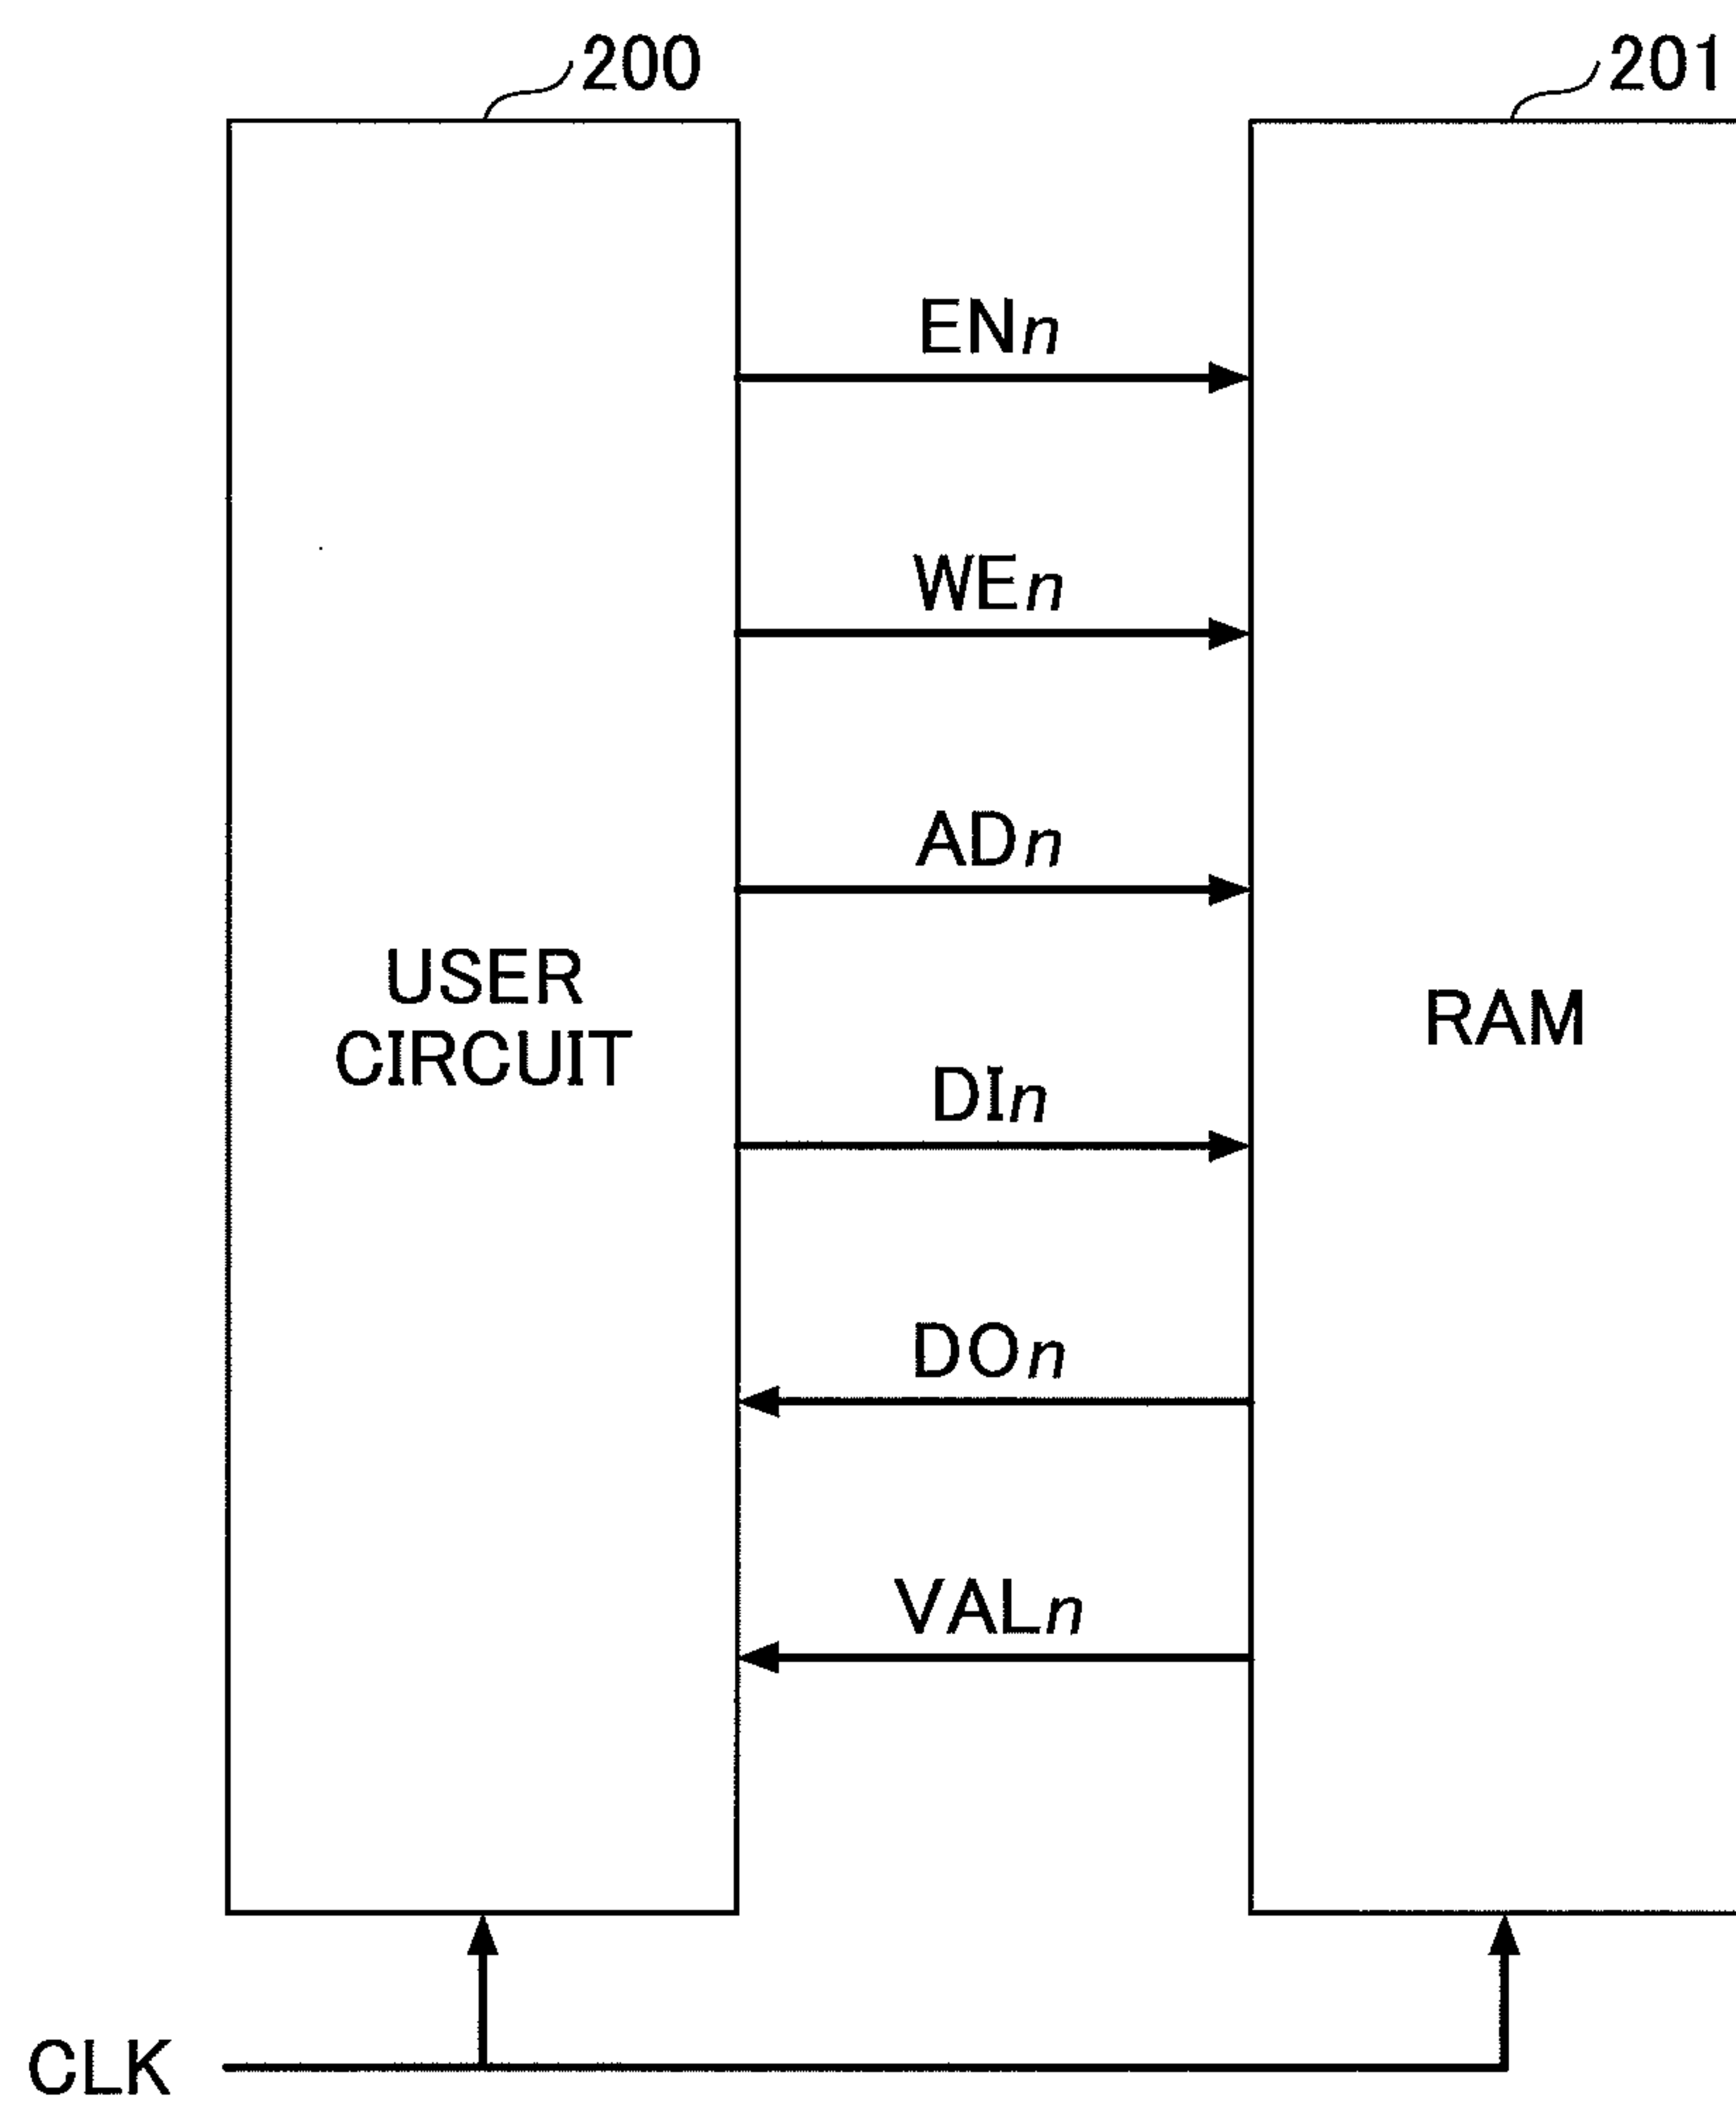 200
201
ENn
WEn
ADn
USER
CIRCUIT
RAM
DIn
DOn
VALn
CLK